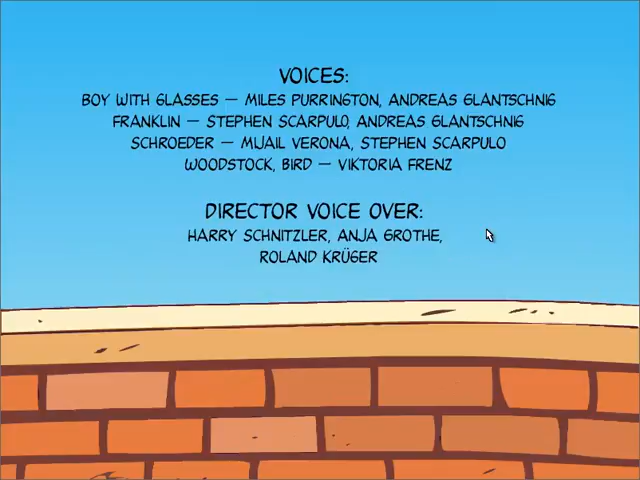 VOICES:
BOY WITH GLASSES – MILES PURRINGTON, ANDREAS GLANTSCHNIG
FRANKLIN – STEPHEN SCARPULO, ANDREAS GLANTSCHNIG
SCHROEDER – MIJAIL VERONA, STEPHEN SCARPULO
WOODSTOCK, BIRD – VIKTORIA FRENZ
DIRECTOR VOICE OVER:
HARRY SCHNITZLER, ANJA GROTHE,
ROLAND KRÜGER